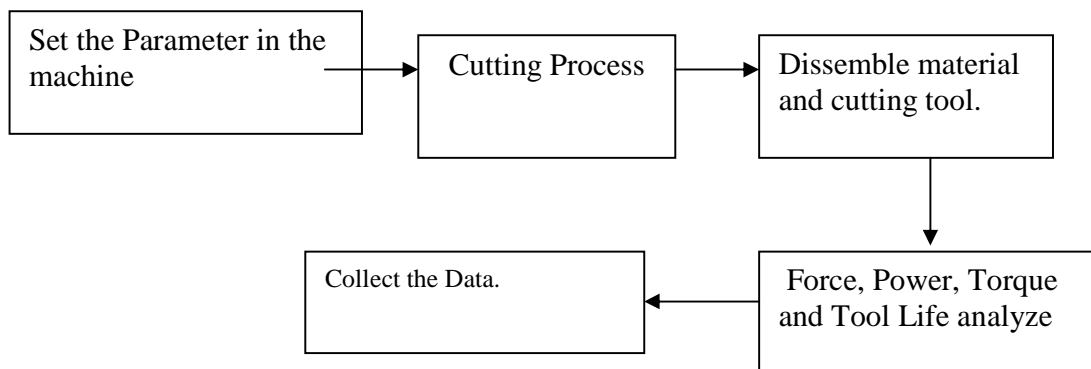 Set the Parameter in the
machine
Cutting Process
Dissemble material
and cutting tool.
Force, Power, Torque
and Tool Life analyze
Collect the Data.